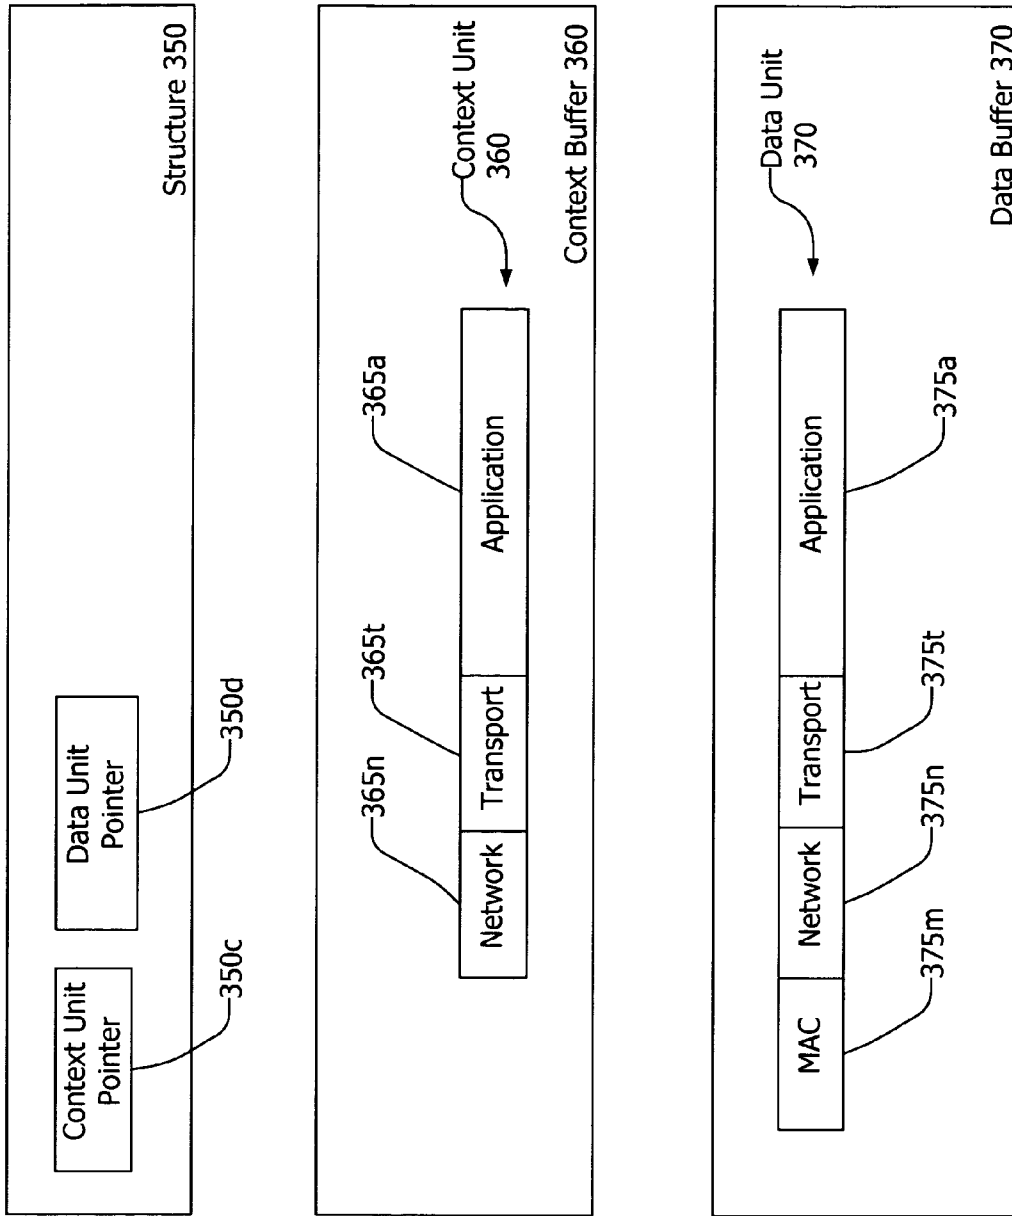 Context Unit
Pointer
350c
Data Unit
Pointer
350d
Structure 350
365n
365t
365a
Network
Transport
Application
Context Unit
360
Context Buffer 360
MAC
Network
Transport
Application
375m
375n
375t
375a
Data Unit
370
Data Buffer 370